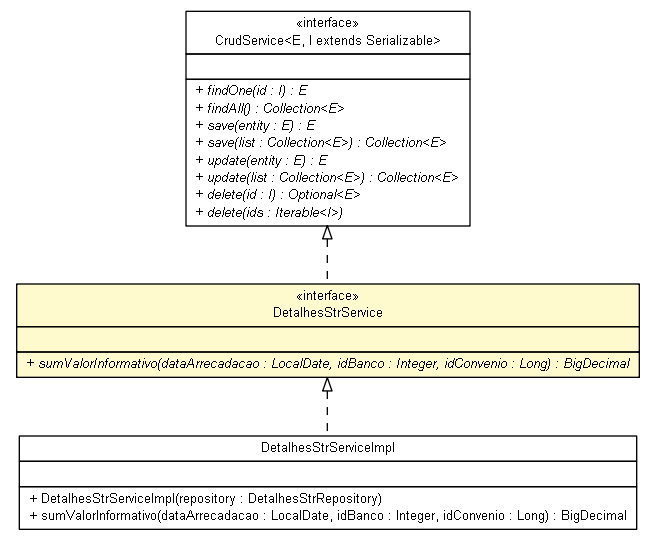 «interface»
CrudService<E, I extends Serializable>
+ findOne(id : I) : E
+ findAll() : Collection<E>
+ save(entity : E) : E
+ save(list : Collection<E>) : Collection<E>
+ update(entity : E) : E
+ update(list : Collection<E>) : Collection<E>
+ delete(id : I) : Optional<E>
+ delete(ids : Iterable<I>)
«interface»
DetalhesStrService
+ sumValorInformativo(dataArrecadacao : LocalDate, idBanco : Integer, idConvenio : Long) : BigDecimal
DetalhesStrServiceImpl
+ DetalhesStrServiceImpl(repository : DetalhesStrRepository)
+ sumValorInformativo(dataArrecadacao : LocalDate, idBanco : Integer, idConvenio : Long) : BigDecimal